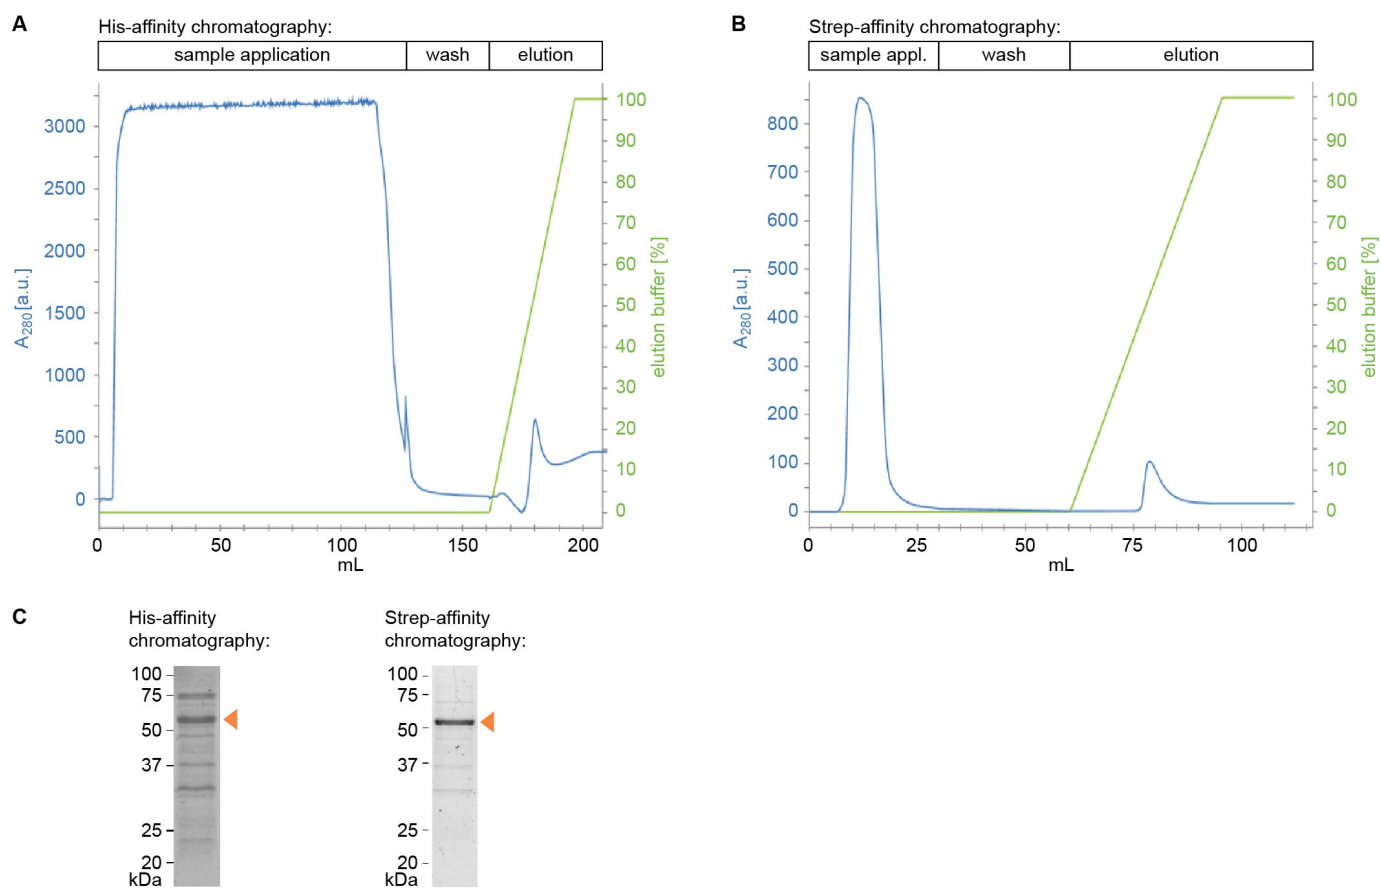 A
His-affinity chromatography:
sample application wash elution
3000
2500
2000
1500
1000
500
0
A280 [a.u.]
100
90
80
70
60
50
40
30
20
10
0
elution buffer [%]
0 50 100 150 200
mL
B
Strep-affinity chromatography:
sample appl. wash elution
800
700
600
500
400
300
200
100
0
A280 [a.u.]
100
90
80
70
60
50
40
30
20
10
0
elution buffer [%]
0 25 50 75 100
mL
C
His-affinity
chromatography:
100
75
50
37
25
20
kDa
Strep-affinity
chromatography:
100
75
50
37
25
20
kDa